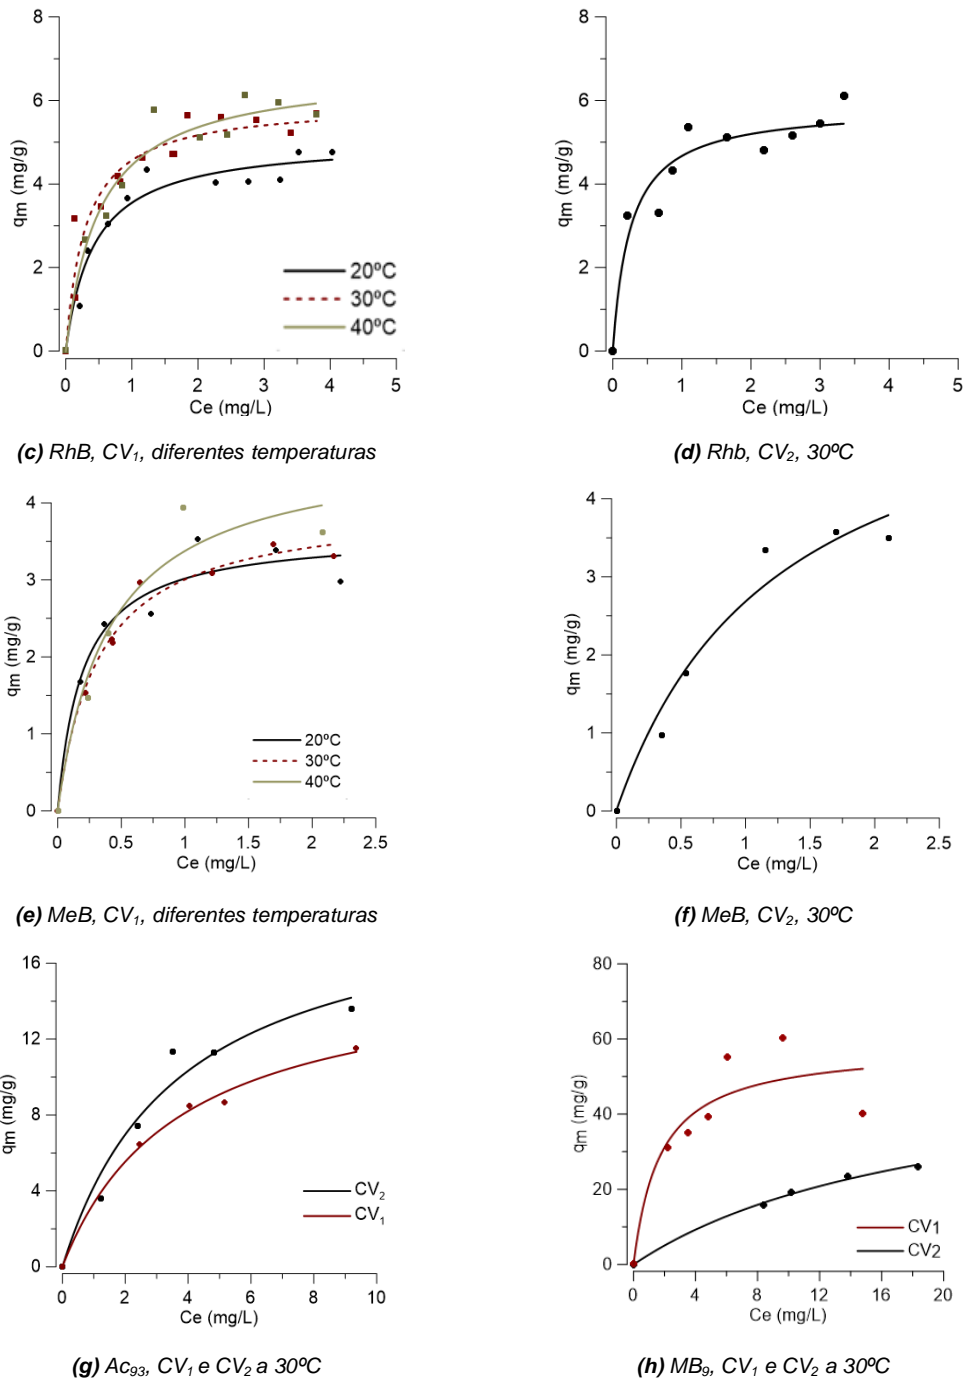 8
6
4
2
0
qm (mg/g)
0 1 2 3 4 5
Ce (mg/L)
20ºC
30ºC
40ºC
8
6
4
2
0
qm (mg/g)
0 1 2 3 4 5
Ce (mg/L)
(c) RhB, CV1, diferentes temperaturas
(d) Rhb, CV2, 30ºC
4
3
2
1
0
qm (mg/g)
0 0.5 1 1.5 2 2.5
Ce (mg/L)
20ºC
30ºC
40ºC
4
3
2
1
0
qm (mg/g)
0 0.5 1 1.5 2 2.5
Ce (mg/L)
(e) MeB, CV1, diferentes temperaturas
(f) MeB, CV2, 30ºC
16
12
8
4
0
qm (mg/g)
0 2 4 6 8 10
Ce (mg/L)
CV2
CV1
80
60
40
20
0
qm (mg/g)
0 4 8 12 16 20
Ce (mg/L)
CV1
CV2
(g) Ac93, CV1 e CV2 a 30ºC
(h) MB9, CV1 e CV2 a 30ºC